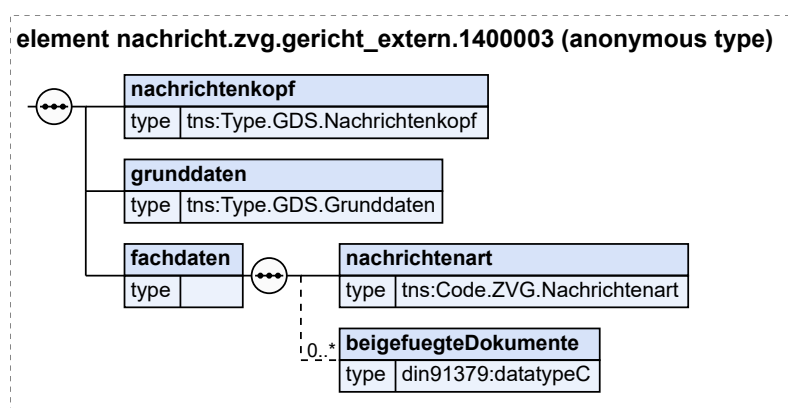 element nachricht.zvg.gericht_extern.1400003 (anonymous type)
nachrichtenkopf
type tns:Type.GDS.Nachrichtenkopf
grunddaten
type tns:Type.GDS.Grunddaten
fachdaten
type
nachrichtenart
type tns:Code.ZVG.Nachrichtenart
0..*
beigefuegteDokumente
type din91379:datatypeC